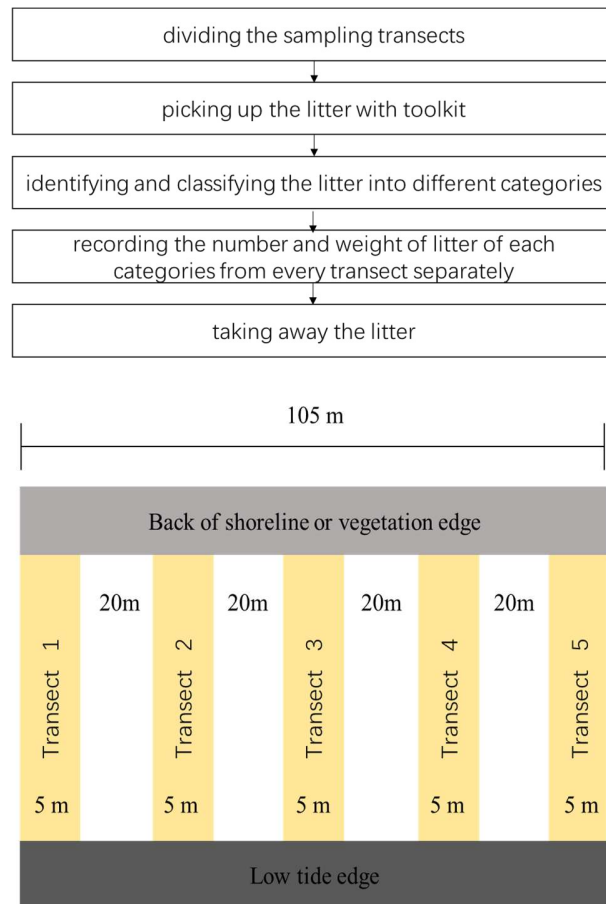 dividing the sampling transects
picking up the litter with toolkit
identifying and classifying the litter into different categories
recording the number and weight of litter of each
categories from every transect separately
taking away the litter
105 m
Back of shoreline or vegetation edge
20m 20m 20m 20m
Transect 1 Transect 2 Transect 3 Transect 4 Transect 5
5 m 5 m 5 m 5 m 5 m
Low tide edge